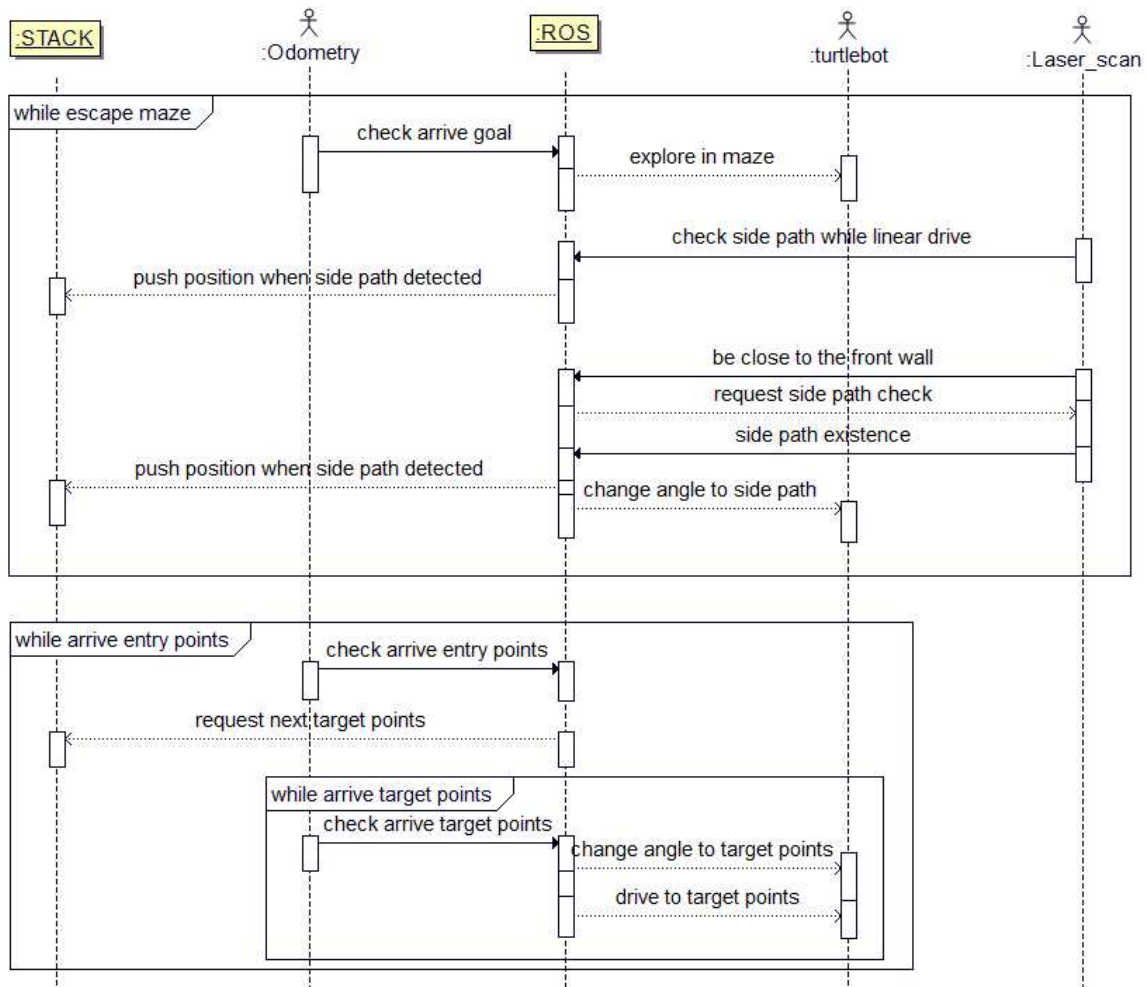 :STACK
:Odometry
:ROS
:turtlebot
:Laser_scan
while escape maze
check arrive goal
explore in maze
check side path while linear drive
push position when side path detected
be close to the front wall
request side path check
side path existence
push position when side path detected
change angle to side path
while arrive entry points
check arrive entry points
request next target points
while arrive target points
check arrive target points
change angle to target points
drive to target points